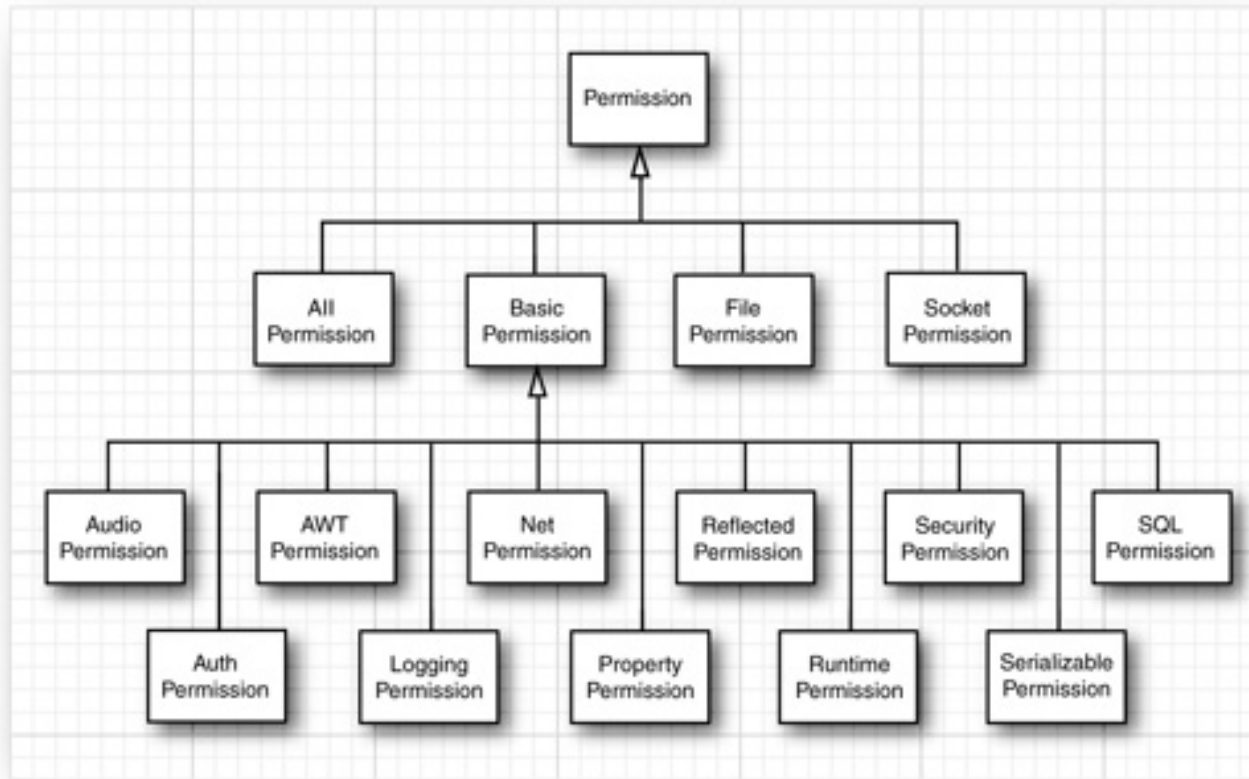 Permission
All
Permission
Basic
Permission
File
Permission
Socket
Permission
Audio
Permission
AWT
Permission
Net
Permission
Reflected
Permission
Security
Permission
SQL
Permission
Auth
Permission
Logging
Permission
Property
Permission
Runtime
Permission
Serializable
Permission